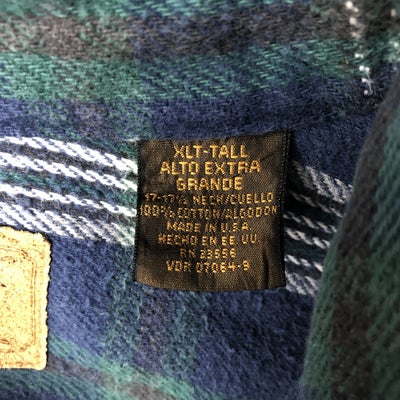 XLT-TALL
ALTO EXTRA
GRANDE
17-17½ NECK/CUELLO
100% COTTON/ALGODON
MADE IN U.S.A.
HECHO EN EE. UU.
RN 33556
VDR 07064-9